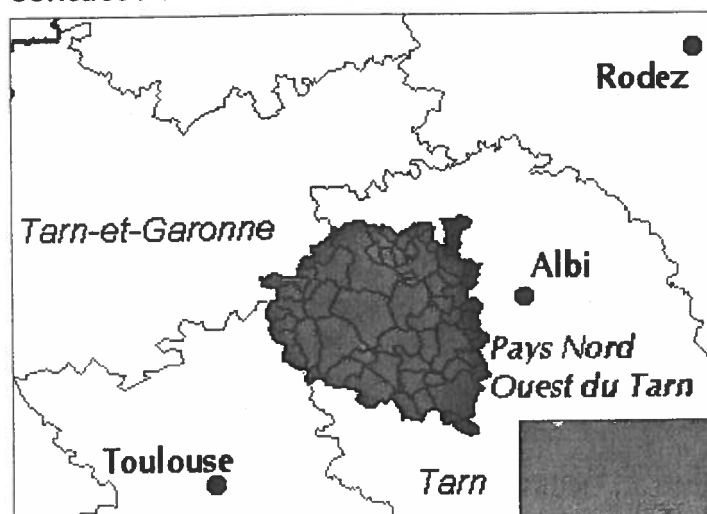 Rodez
Tarn-et-Garonne
Albi
Pays Nord
Ouest du Tarn
Toulouse
Tarn